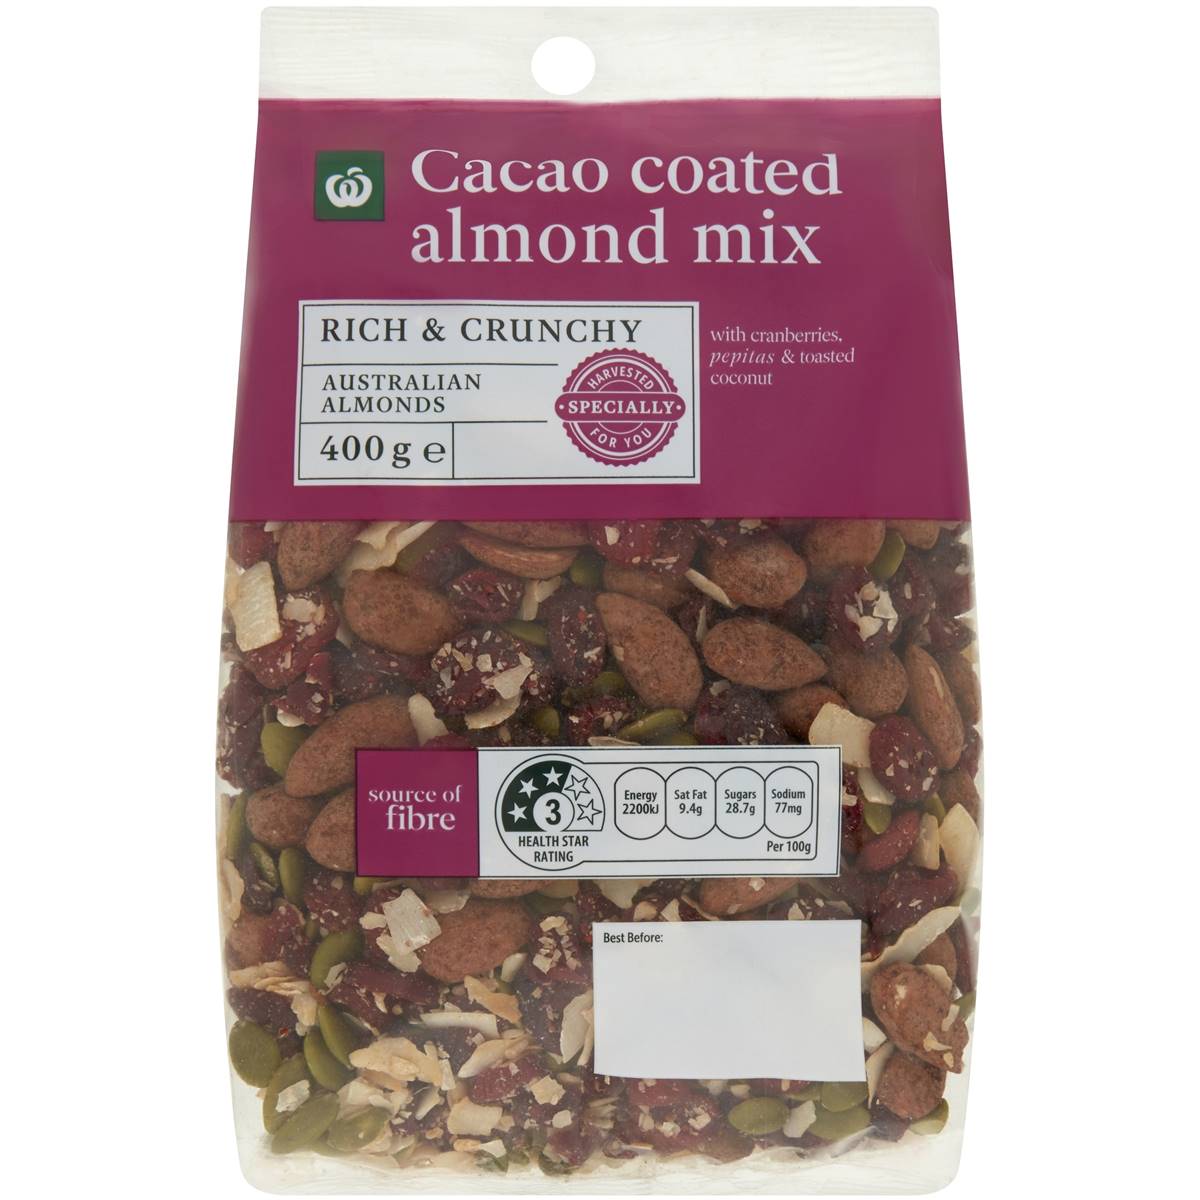 Cacao coated
almond mix
RICH & CRUNCHY
AUSTRALIAN
ALMONDS
400 g ℮
HARVESTED
SPECIALLY
FOR YOU
with cranberries,
pepitas & toasted
coconut
source of
fibre
3
HEALTH STAR
RATING
Energy
2200kJ
Sat Fat
9.4g
Sugars
28.7g
Sodium
77mg
Per 100g
Best Before: